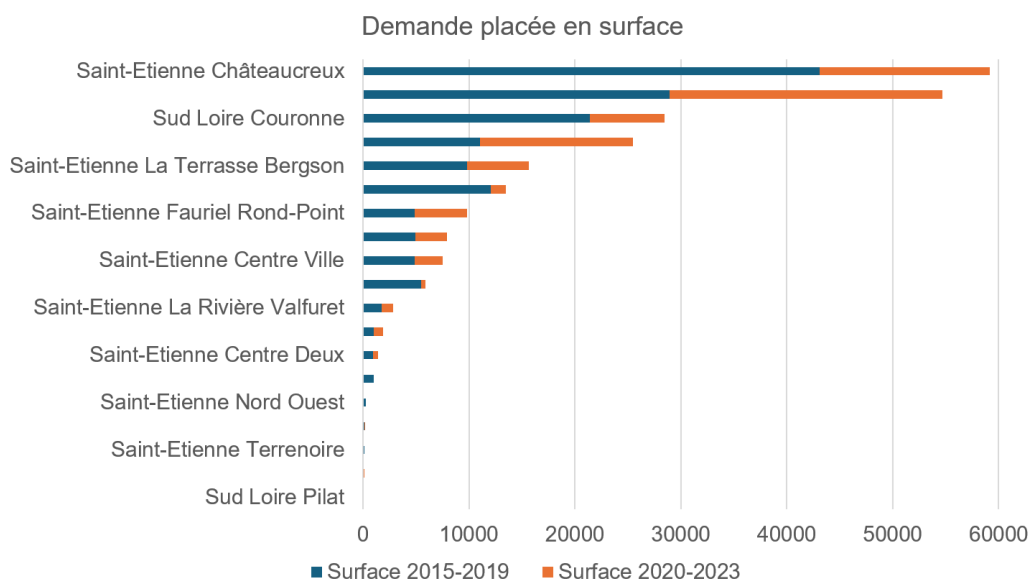 Demande placée en surface
Saint-Etienne Châteaucreux
Sud Loire Couronne
Saint-Etienne La Terrasse Bergson
Saint-Etienne Fauriel Rond-Point
Saint-Etienne Centre Ville
Saint-Etienne La Rivière Valfuret
Saint-Etienne Centre Deux
Saint-Etienne Nord Ouest
Saint-Etienne Terrenoire
Sud Loire Pilat
0 10000 20000 30000 40000 50000 60000
Surface 2015-2019 Surface 2020-2023